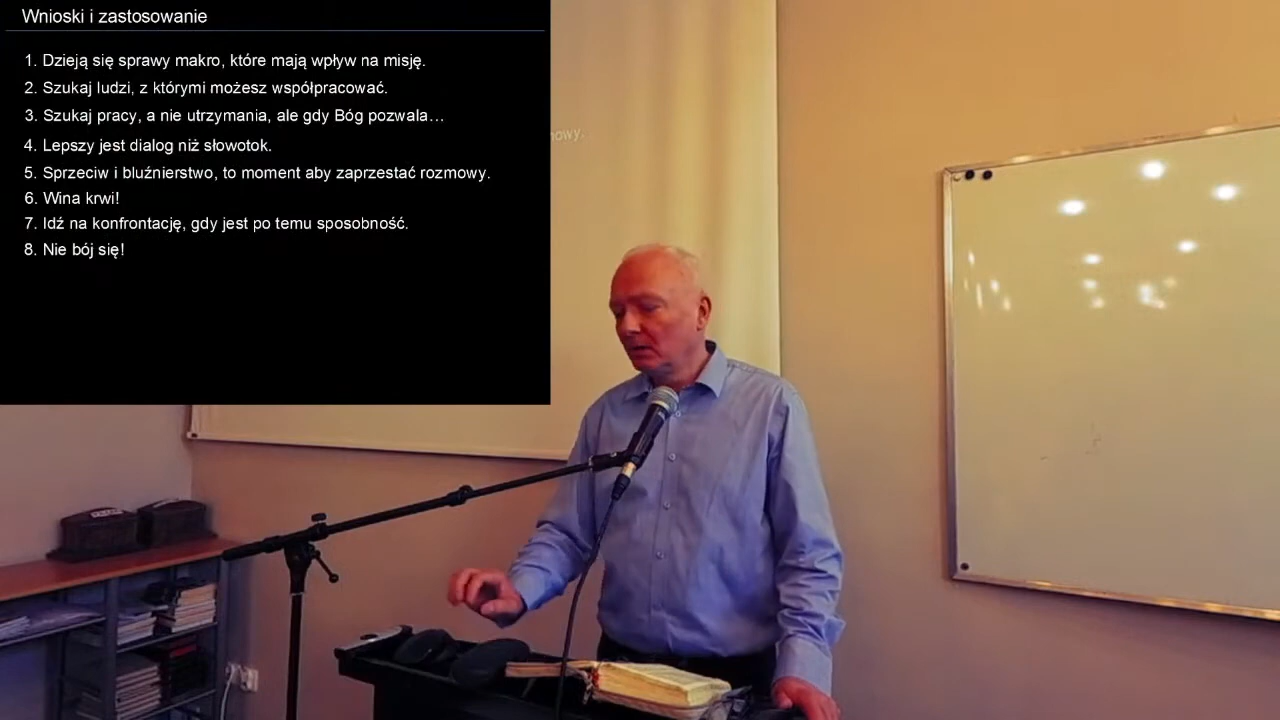 Wnioski i zastosowanie
1. Dzieją się sprawy makro, które mają wpływ na misję.
2. Szukaj ludzi, z którymi możesz współpracować.
3. Szukaj pracy, a nie utrzymania, ale gdy Bóg pozwala…
4. Lepszy jest dialog niż słowotok.
5. Sprzeciw i bluźnierstwo, to moment aby zaprzestać rozmowy.
6. Wina krwi!
7. Idź na konfrontację, gdy jest po temu sposobność.
8. Nie bój się!